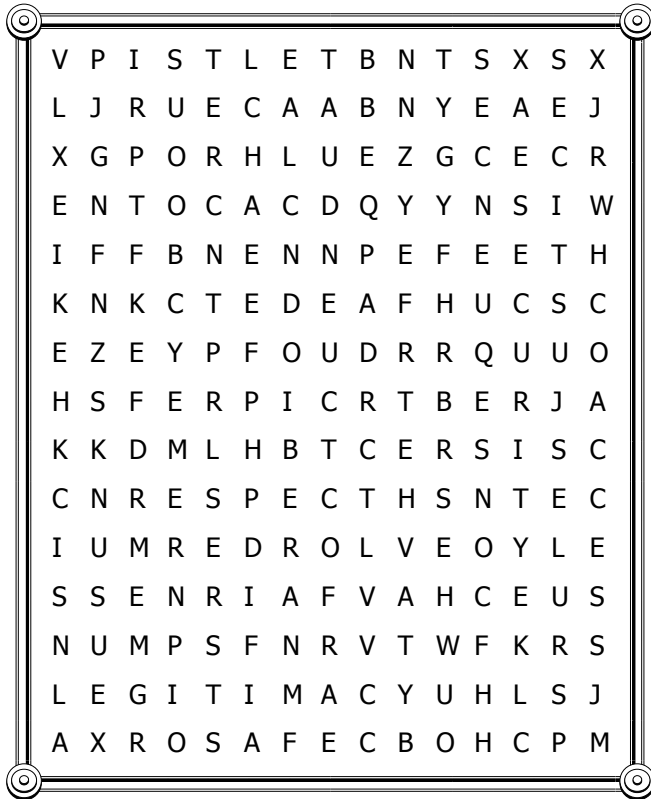 V P I S T L E T B N T S X S X
L J R U E C A A B N Y E A E J
X G P O R H L U E Z G C E C R
E N T O C A C D Q Y Y N S I W
I F F B N E N N P E F E E T H
K N K C T E D E A F H U C S C
E Z E Y P F O U D R R Q U U O
H S F E R P I C R T B E R J A
K K D M L H B T C E R S I S C
C N R E S P E C T H S N T E C
I U M R E D R O L V E O Y L E
S S E N R I A F V A H C E U S
N U M P S F N R V T W F K R S
L E G I T I M A C Y U H L S J
A X R O S A F E C B O H C P M